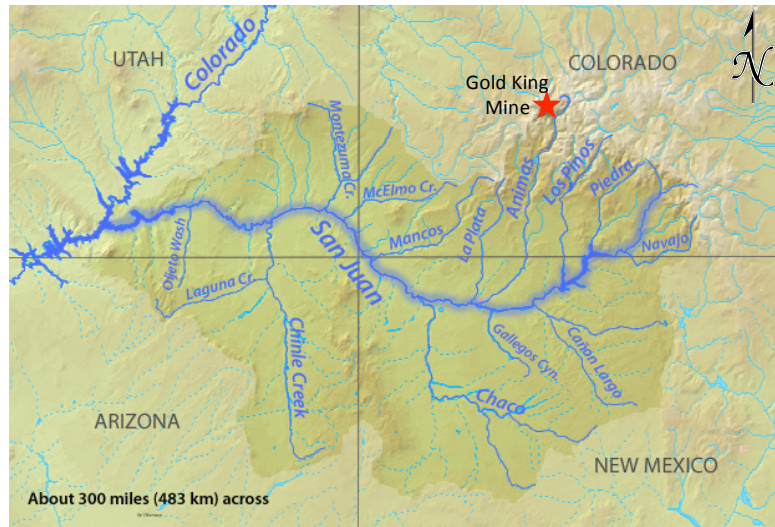 UTAH
Colorado
Gold King
Mine
COLORADO
N
Montezuma Cr.
McElmo Cr.
Mancos
La Plata
Animas
Los Pinos
Piedra
Navajo
San Juan
Oljeto Wash
Laguna Cr.
Chinle Creek
Gallegos Cyn.
Cañon Largo
Chaco
ARIZONA
NEW MEXICO
About 300 miles (483 km) across